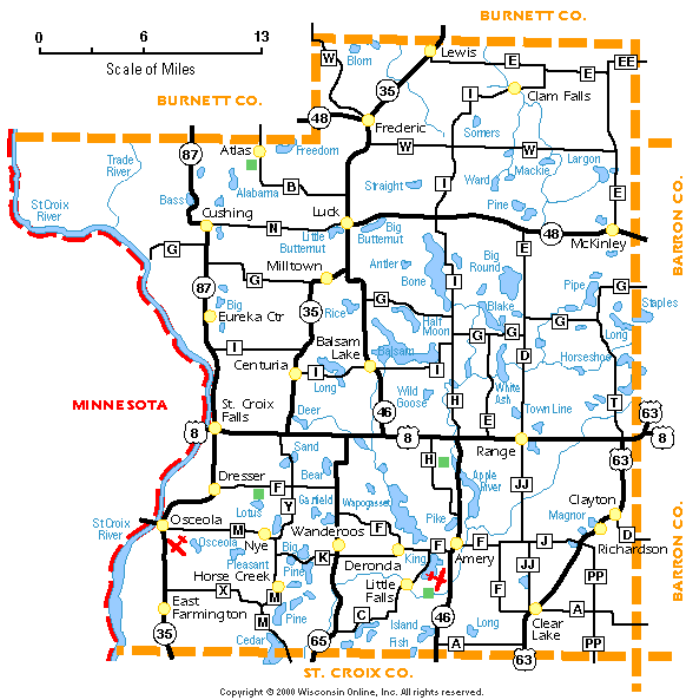 BURNETT CO.
0 6 13
Scale of Miles
BURNETT CO.
Lewis
W
Blom
E
E
EE
35
I
Clam Falls
48
Frederic
Somers
87
Atlas
Freedom
W
W
Largon
Trade
River
Mackie
B
Alabama
Straight
I
Ward
E
BARRON CO.
St Croix
River
Bass
Pine
Cushing
Luck
N
Little
Butternut
Big
Butternut
48
McKinley
G
E
Antler
Big
Round
Milltown
G
Bone
I
87
Pipe
G
Big
35
Rice
G
Blake
Staples
Eureka Ctr
Half
Moon
G
G
G
Long
Balsam
Lake
I
Balsam
D
Horseshoe
Centuria
I
I
Long
Wild
Goose
White
Ash
MINNESOTA
St. Croix
Falls
Deer
46
H
E
Town Line
T
63
8
8
8
Range
Sand
H
63
Dresser
Bear
Apple
River
JJ
F
Lotus
Y
Garfield
Wapogasset
Clayton
St Croix
River
Osceola
M
Wanderoos
F
Pike
Magnor
Osceola
Nye
Big
K
Deronda
King
F
F
J
D
Richardson
Pleasant
Pine
Amery
JJ
Horse Creek
Little
Falls
F
PP
X
M
East
Farmington
C
Clear
Lake
A
M
Pine
Island
46
Long
35
Cedar
65
Fish
A
63
PP
BARRON CO.
ST. CROIX CO.
Copyright © 2000 Wisconsin Online, Inc. All rights reserved.